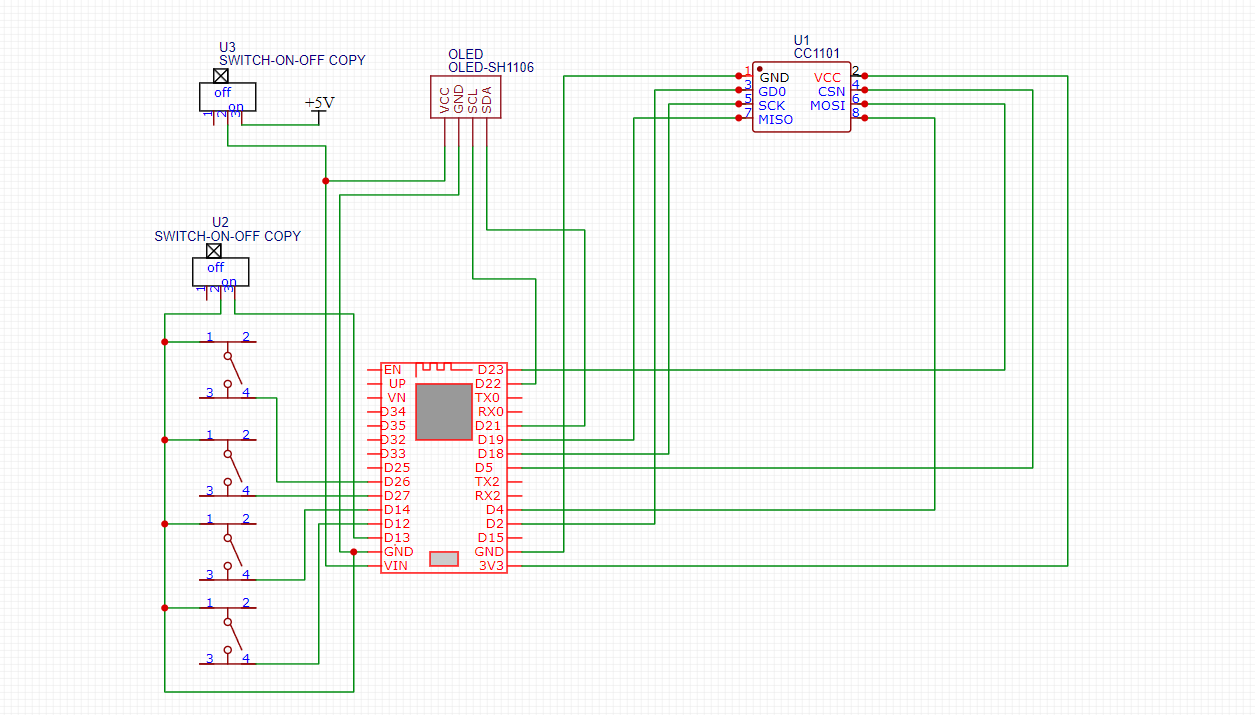 U3
SWITCH-ON-OFF COPY
off
on
1 2 3
+5V
OLED
OLED-SH1106
VCC
GND
SCL
SDA
U1
CC1101
1 GND VCC 2
3 GD0 CSN 4
5 SCK MOSI 6
7 MISO 8
U2
SWITCH-ON-OFF COPY
off
on
1 2 3
1 2
3 4
1 2
3 4
1 2
3 4
1 2
3 4
EN D23
UP D22
VN TX0
D34 RX0
D35 D21
D32 D19
D33 D18
D25 D5
D26 TX2
D27 RX2
D14 D4
D12 D2
D13 D15
GND GND
VIN 3V3